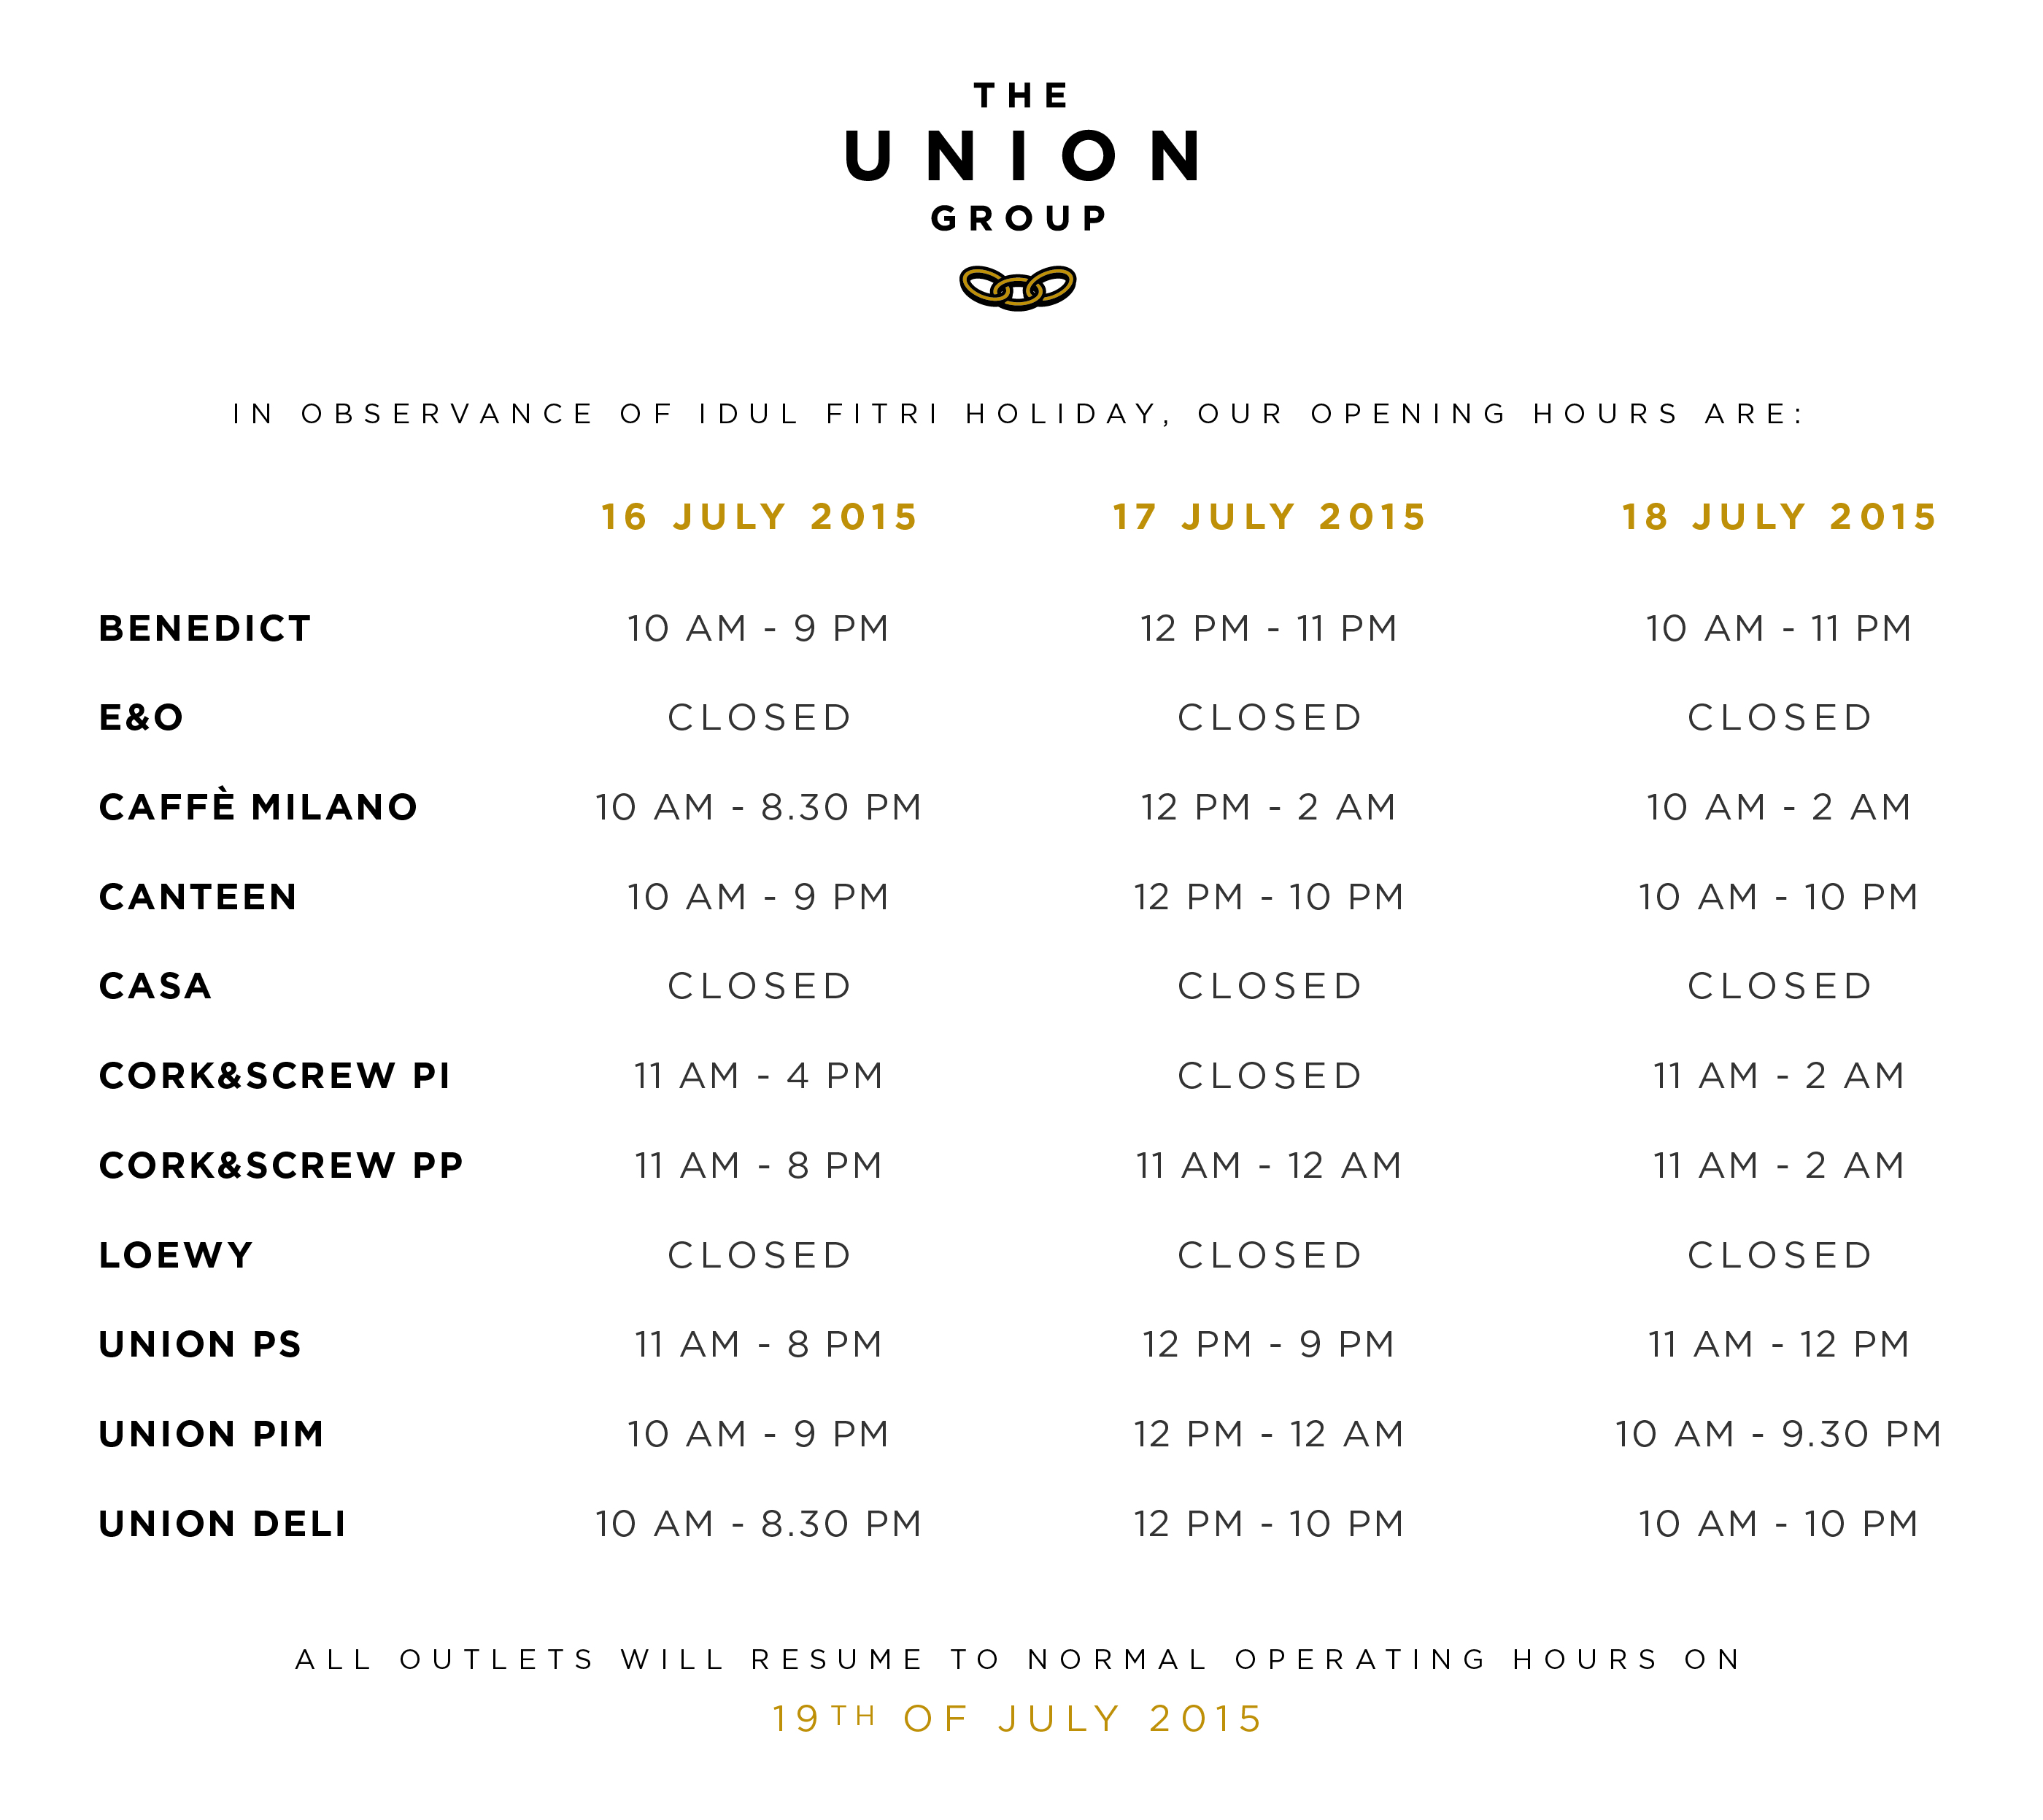 THE
UNION
GROUP
IN OBSERVANCE OF IDUL FITRI HOLIDAY, OUR OPENING HOURS ARE:
16 JULY 2015 17 JULY 2015 18 JULY 2015
BENEDICT 10 AM - 9 PM 12 PM - 11 PM 10 AM - 11 PM
E&O CLOSED CLOSED CLOSED
CAFFÈ MILANO 10 AM - 8.30 PM 12 PM - 2 AM 10 AM - 2 AM
CANTEEN 10 AM - 9 PM 12 PM - 10 PM 10 AM - 10 PM
CASA CLOSED CLOSED CLOSED
CORK&SCREW PI 11 AM - 4 PM CLOSED 11 AM - 2 AM
CORK&SCREW PP 11 AM - 8 PM 11 AM - 12 AM 11 AM - 2 AM
LOEWY CLOSED CLOSED CLOSED
UNION PS 11 AM - 8 PM 12 PM - 9 PM 11 AM - 12 PM
UNION PIM 10 AM - 9 PM 12 PM - 12 AM 10 AM - 9.30 PM
UNION DELI 10 AM - 8.30 PM 12 PM - 10 PM 10 AM - 10 PM
ALL OUTLETS WILL RESUME TO NORMAL OPERATING HOURS ON
19TH OF JULY 2015